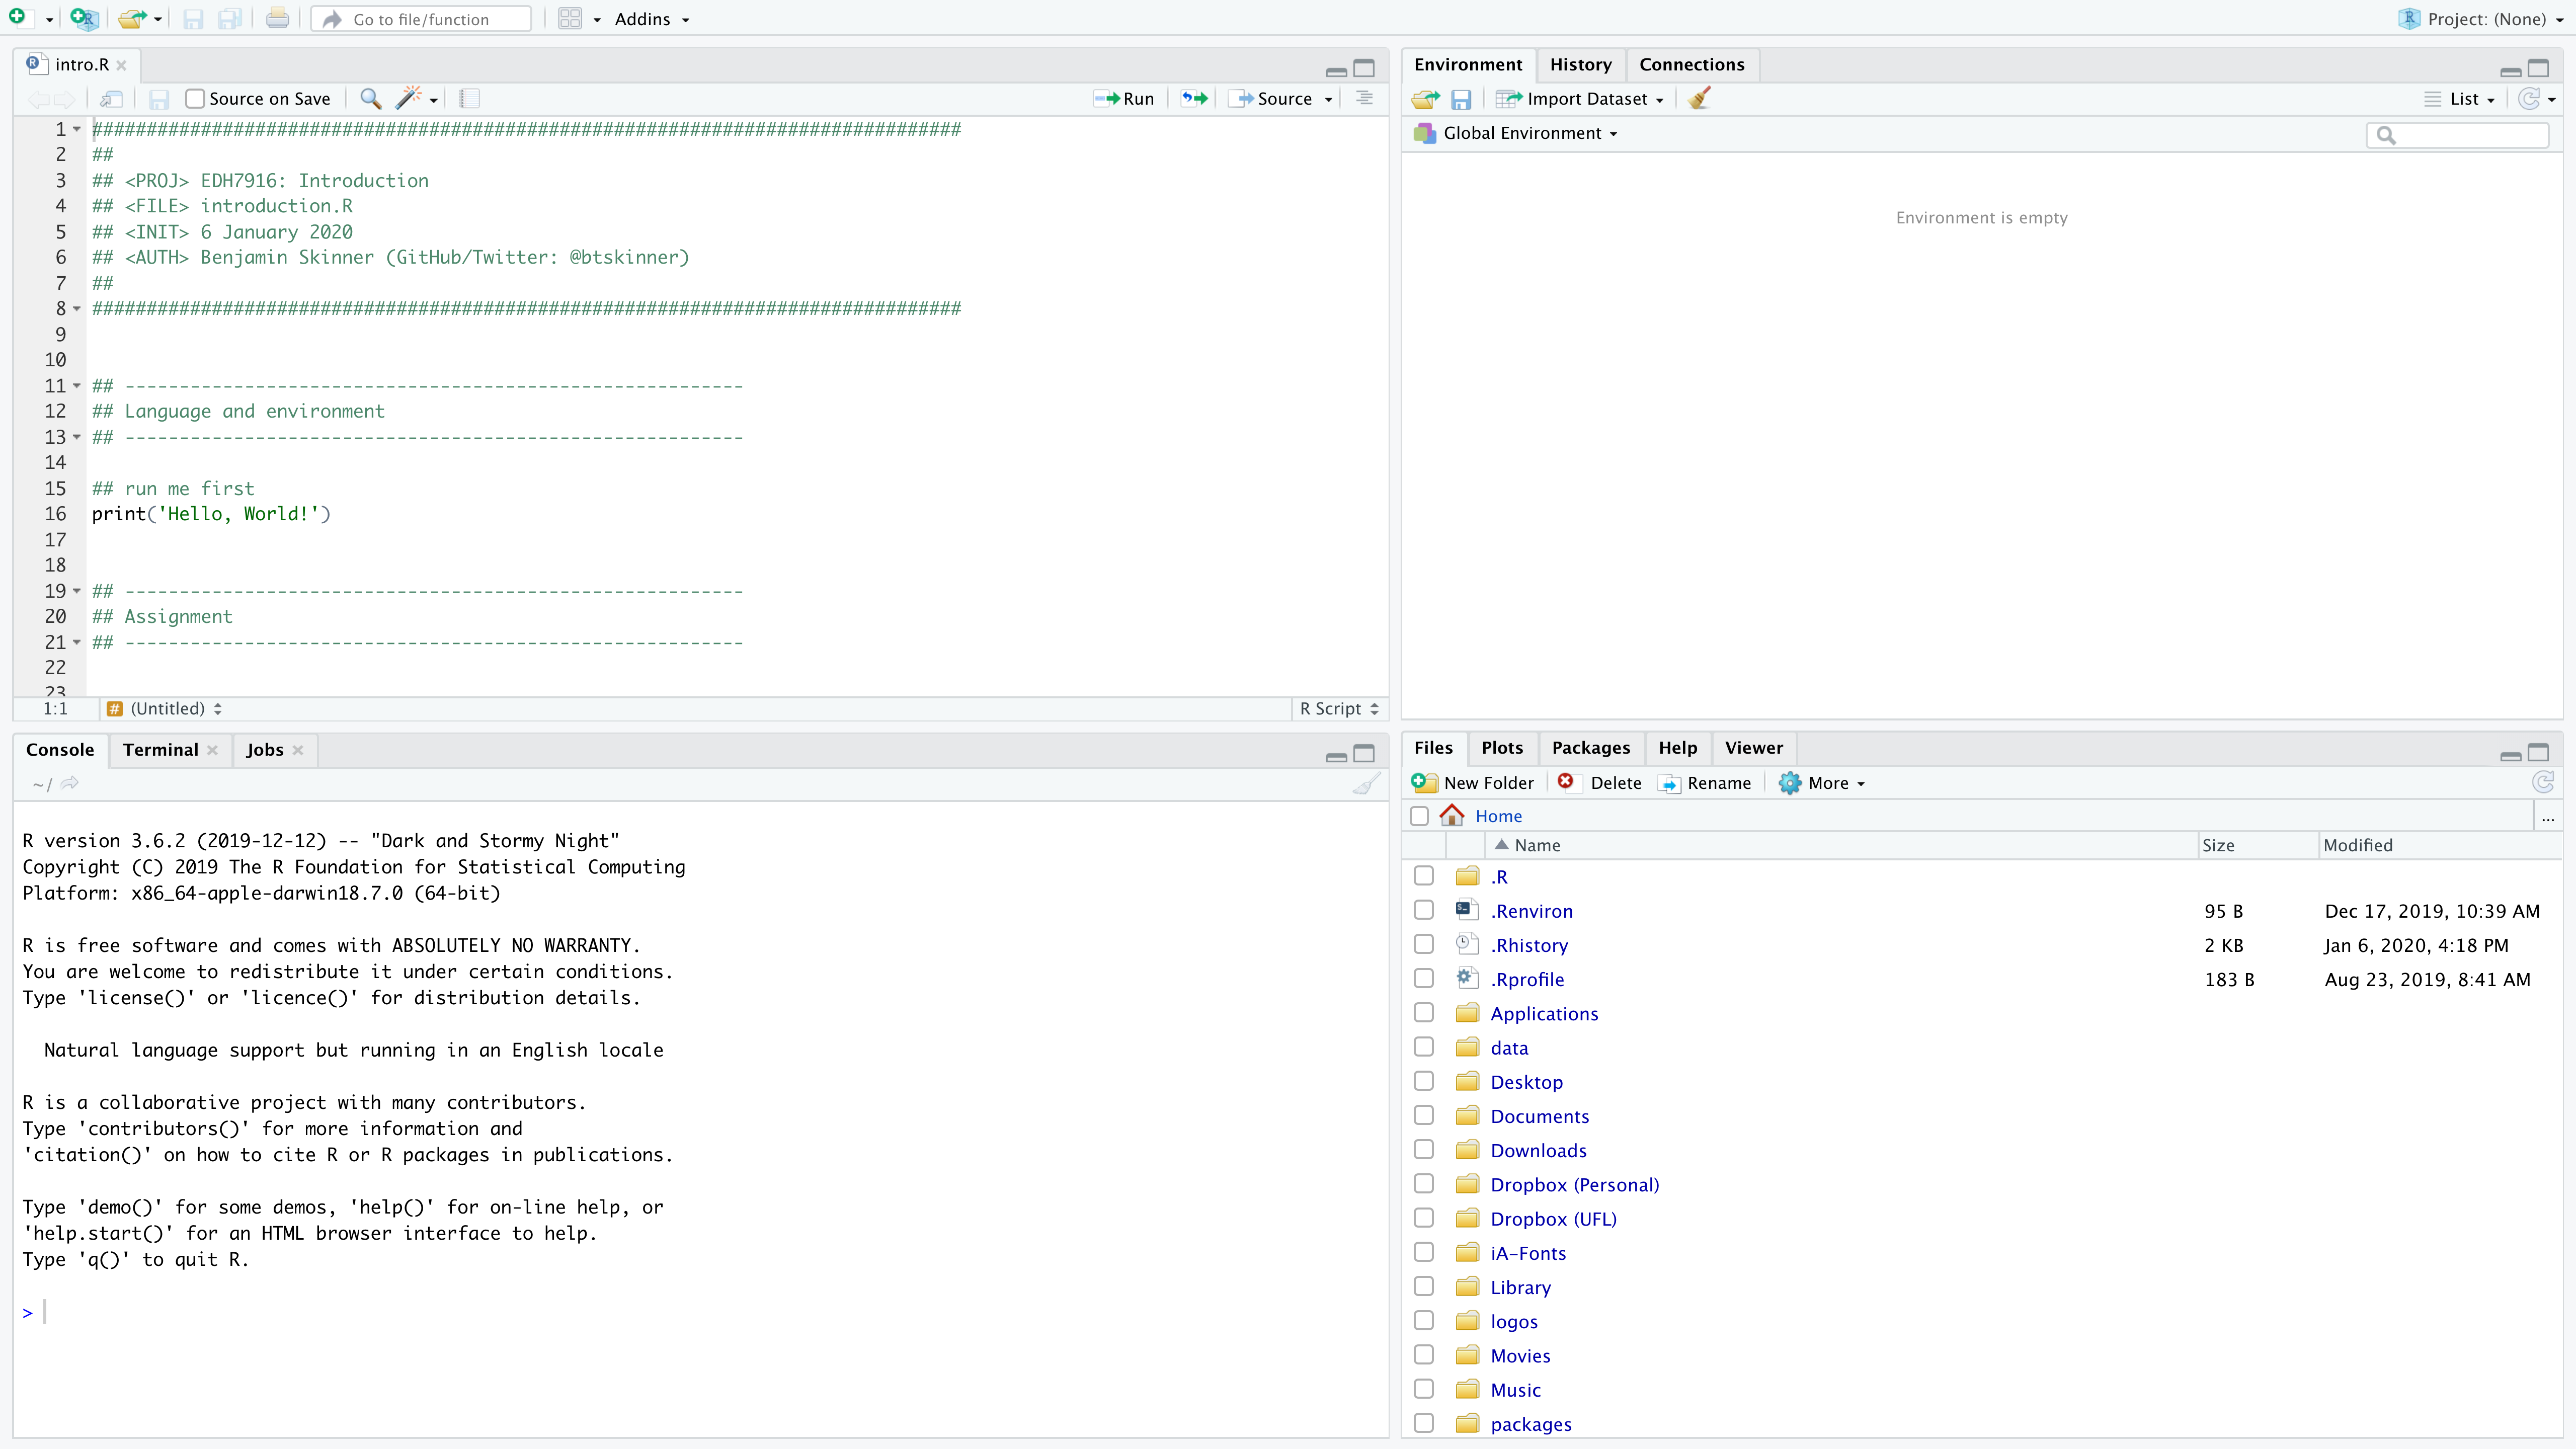 Go to file/function
Addins
Project: (None)
intro.R
Source on Save
Run
Source
1 ################################################################################
2 ##
3 ## <PROJ> EDH7916: Introduction
4 ## <FILE> introduction.R
5 ## <INIT> 6 January 2020
6 ## <AUTH> Benjamin Skinner (GitHub/Twitter: @btskinner)
7 ##
8 ################################################################################
9
10
11 ## ---------------------------------------------------------
12 ## Language and environment
13 ## ---------------------------------------------------------
14
15 ## run me first
16 print('Hello, World!')
17
18
19 ## ---------------------------------------------------------
20 ## Assignment
21 ## ---------------------------------------------------------
22
23
1:1 # (Untitled) R Script
Console Terminal Jobs
~/
R version 3.6.2 (2019-12-12) -- "Dark and Stormy Night"
Copyright (C) 2019 The R Foundation for Statistical Computing
Platform: x86_64-apple-darwin18.7.0 (64-bit)
R is free software and comes with ABSOLUTELY NO WARRANTY.
You are welcome to redistribute it under certain conditions.
Type 'license()' or 'licence()' for distribution details.
Natural language support but running in an English locale
R is a collaborative project with many contributors.
Type 'contributors()' for more information and
'citation()' on how to cite R or R packages in publications.
Type 'demo()' for some demos, 'help()' for on-line help, or
'help.start()' for an HTML browser interface to help.
Type 'q()' to quit R.
>
Environment History Connections
Import Dataset List
Global Environment
Environment is empty
Files Plots Packages Help Viewer
New Folder Delete Rename More
Home ...
Name Size Modified
.R
.Renviron 95 B Dec 17, 2019, 10:39 AM
.Rhistory 2 KB Jan 6, 2020, 4:18 PM
.Rprofile 183 B Aug 23, 2019, 8:41 AM
Applications
data
Desktop
Documents
Downloads
Dropbox (Personal)
Dropbox (UFL)
iA-Fonts
Library
logos
Movies
Music
packages